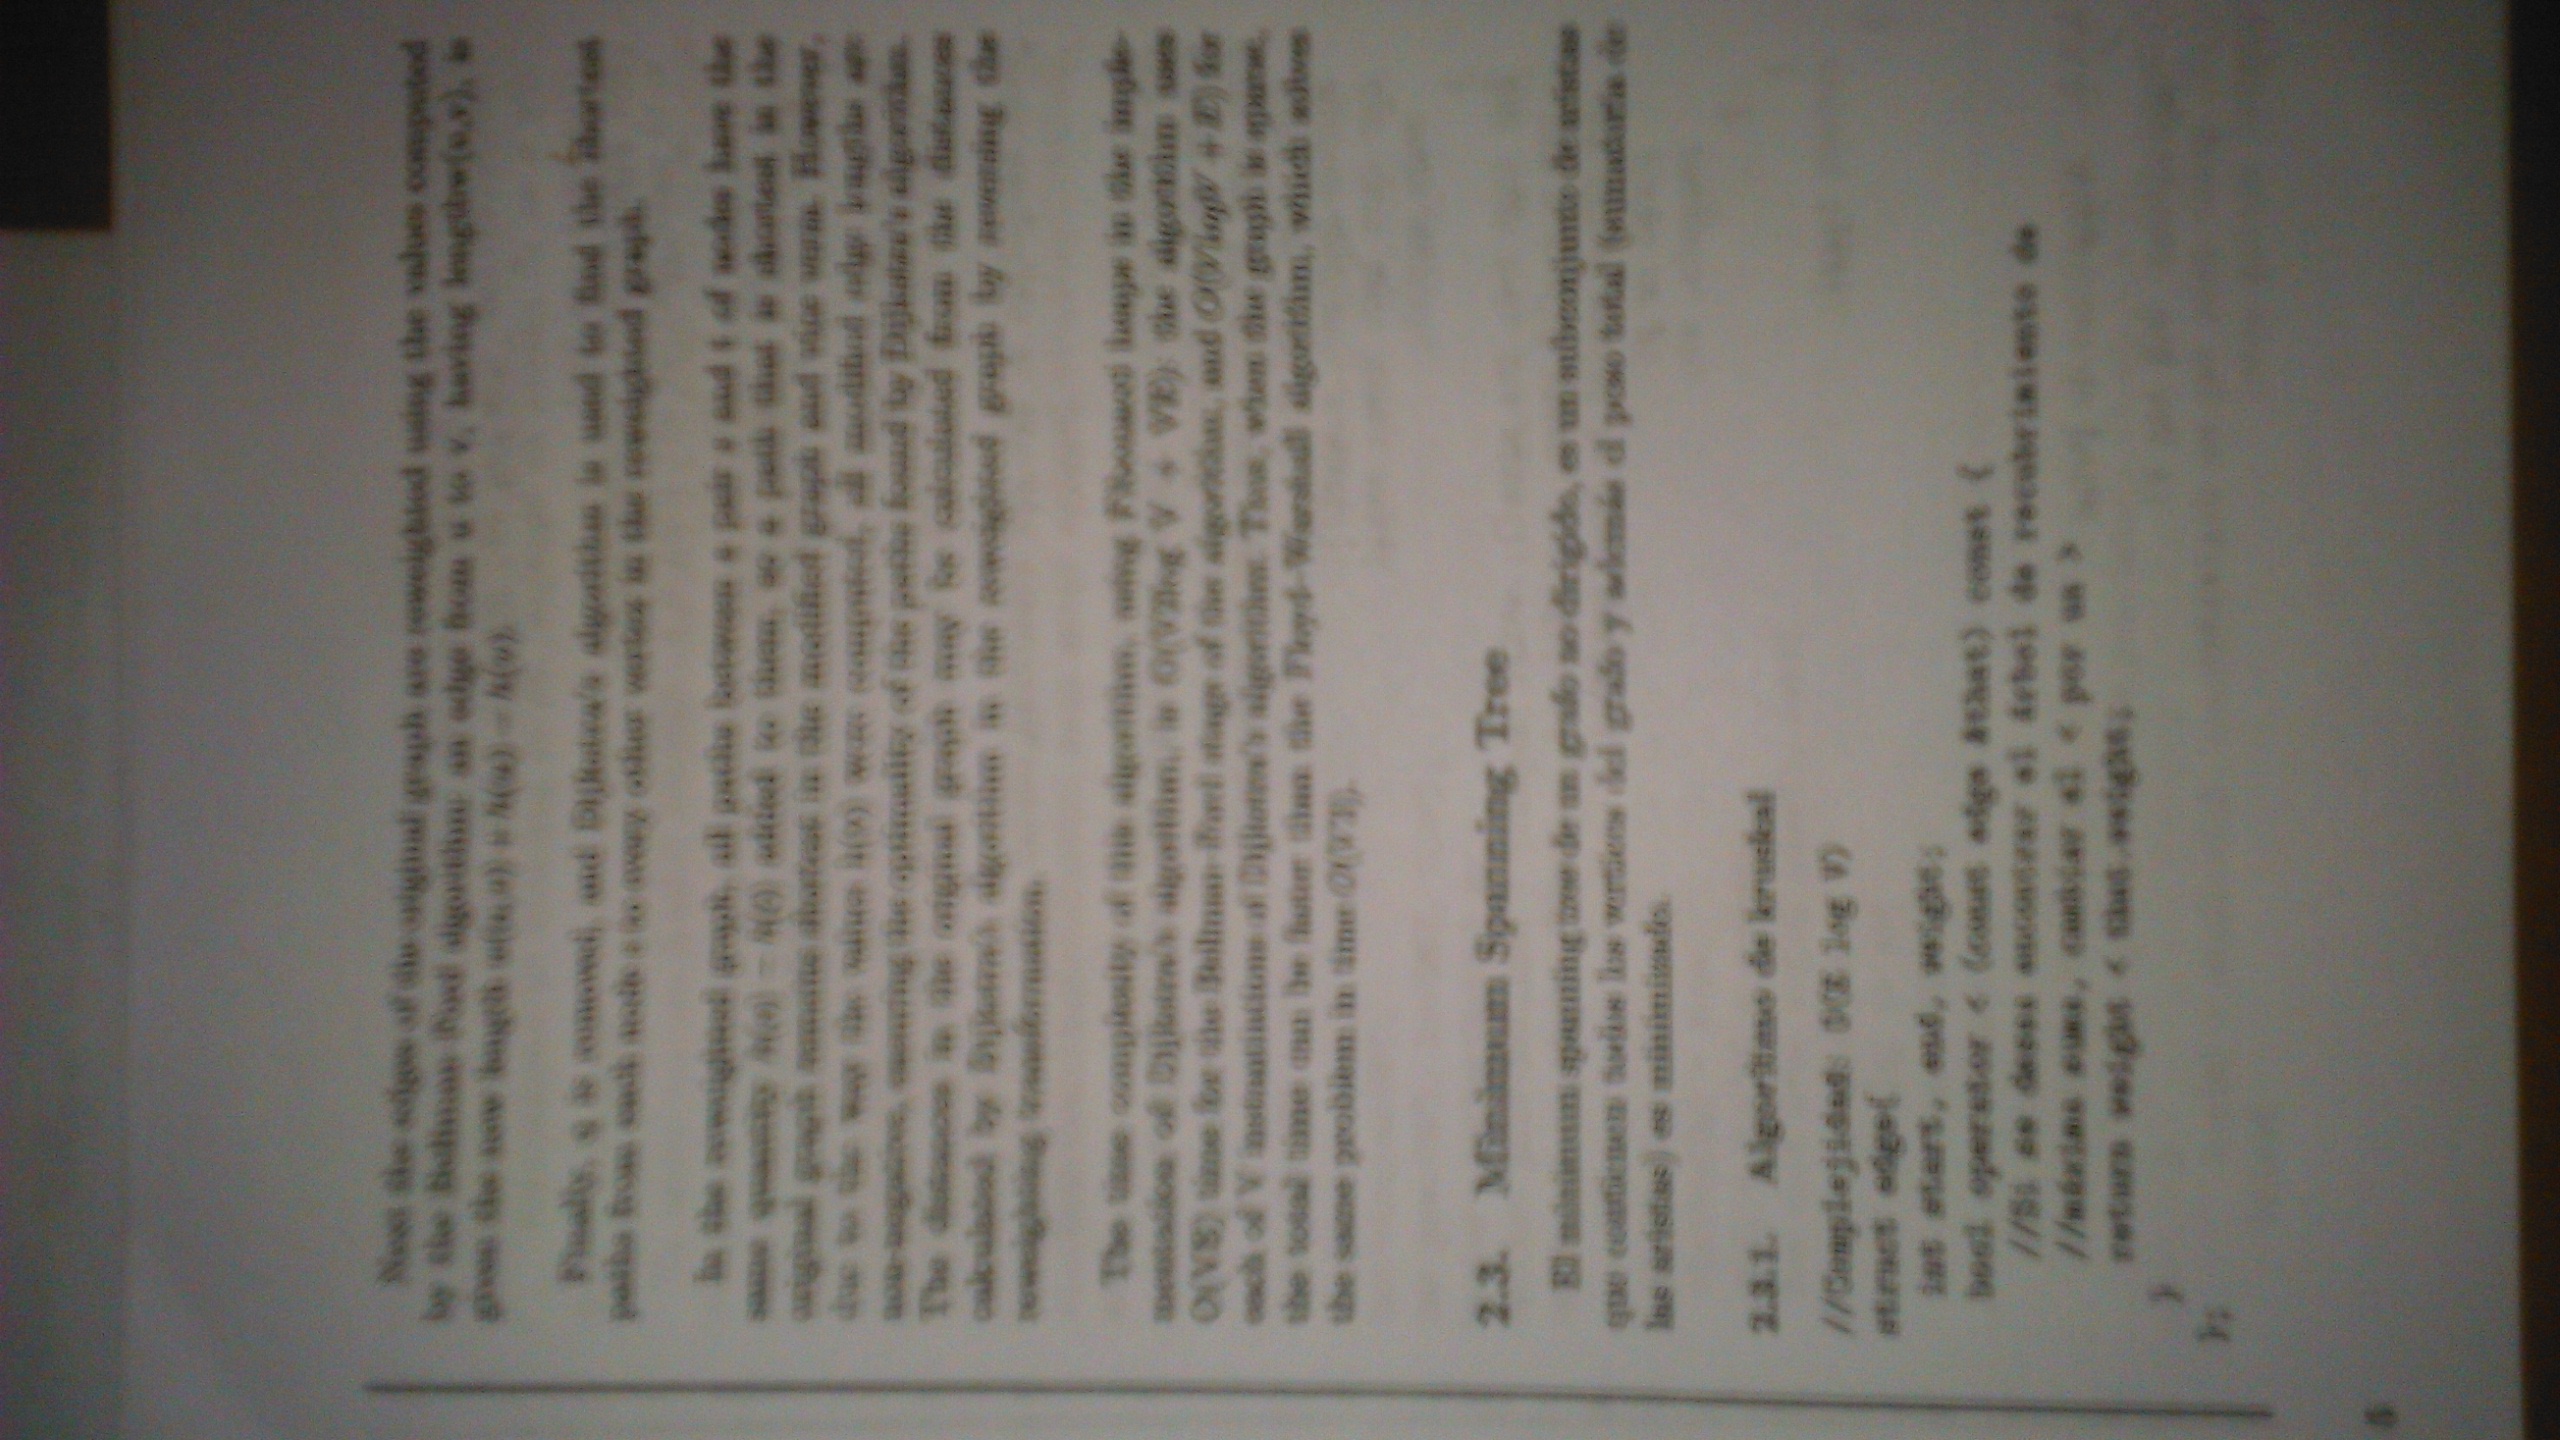 Next the edges of the original graph are reweighted using the values computed
by the Bellman–Ford algorithm: an edge from u to v, having lengthw(u,v), is
given the new length w(u,v) + h(u) − h(v).
Finally, q is removed, and Dijkstra's algorithm is used to find the shortest
paths from each node s to every other vertex in the reweighted graph.
In the reweighted graph, all paths between a pair s and t of nodes have the
same quantity h(s) − h(t) added to them, so a path that is shortest in the
original graph remains shortest in the modified graph and vice versa. However,
due to the way the values h(v) were computed, all modified edge lengths are
non-negative, ensuring the optimality of the paths found by Dijkstra's algorithm.
The distances in the original graph may be calculated from the distances
calculated by Dijkstra's algorithm in the reweighted graph by reversing the
reweighting transformation.
The time complexity of this algorithm, using Fibonacci heaps in the imple-
mentation of Dijkstra's algorithm, is O(V2log V + VE): the algorithm uses
O(VE) time for the Bellman–Ford stage of the algorithm, and O(VlogV + E) for
each of V instantiations of Dijkstra's algorithm. Thus, when the graph is sparse,
the total time can be faster than the Floyd–Warshall algorithm, which solves
the same problem in time O(V3).
2.3. Minimum Spanning Tree
El minimum spanning tree de un grafo no dirigido, es un subconjunto de aristas
que contienen todos los vertices del grafo y además el peso total (sumatoria de
las aristas) es minimizado.
2.3.1. Algoritmo de kruskal
//Complejidad: O(E log V)
struct edge{
int start, end, weight;
bool operator < (const edge &that) const {
//Si se desea encontrar el árbol de recubrimiento de
//máxima suma, cambiar el < por un >
return weight < that.weight;
}
};